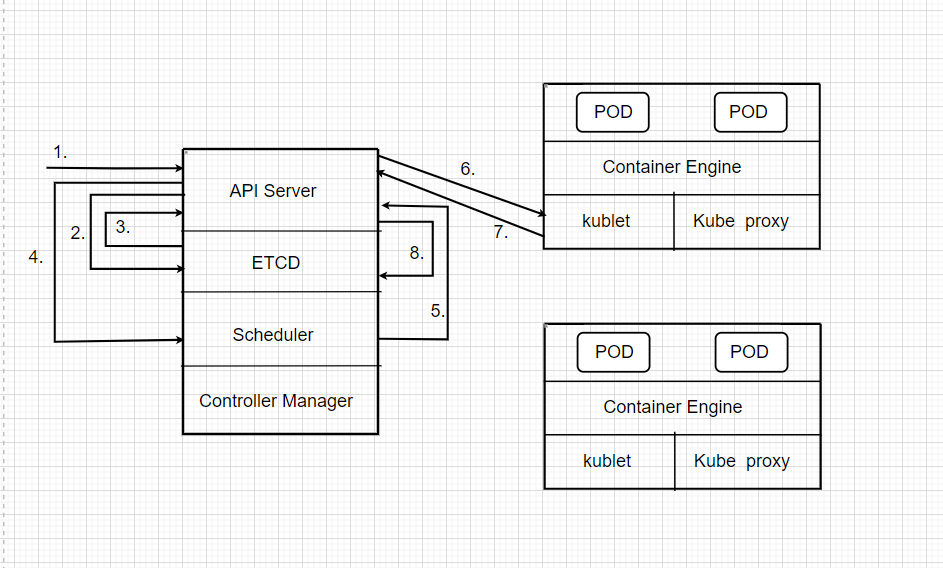 1.
API Server
2.
3.
4.
ETCD
8.
5.
Scheduler
Controller Manager
6.
7.
POD POD
Container Engine
kublet Kube proxy
POD POD
Container Engine
kublet Kube proxy